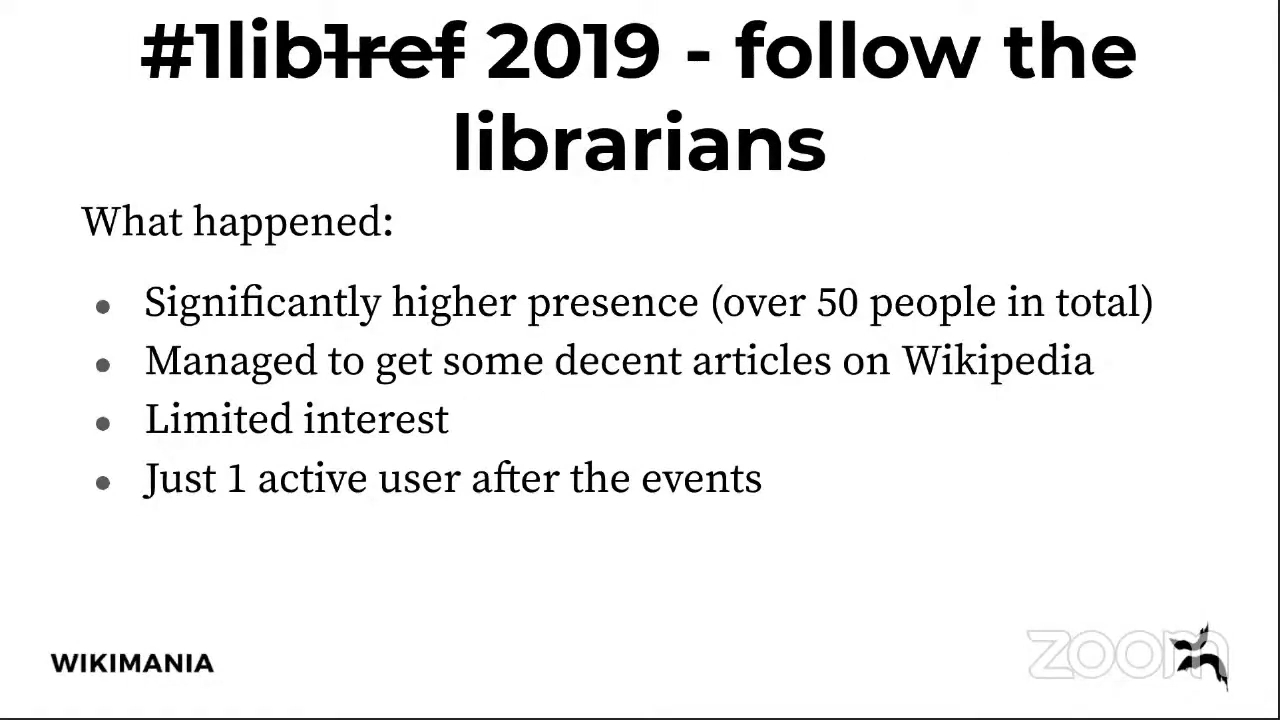 #1lib1ref 2019 - follow the
librarians
What happened:
• Significantly higher presence (over 50 people in total)
• Managed to get some decent articles on Wikipedia
• Limited interest
• Just 1 active user after the events
WIKIMANIA
zoom